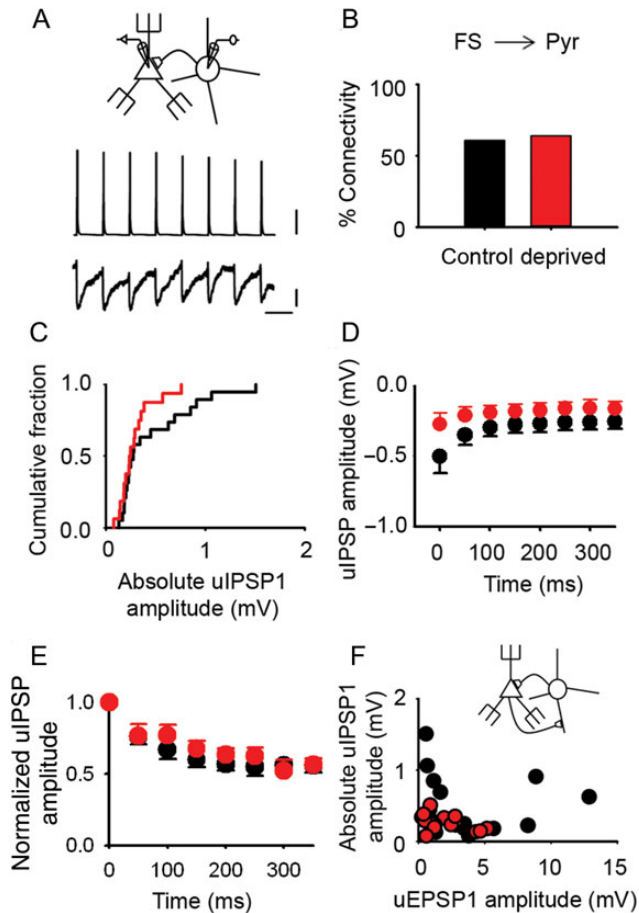 A
B
FS → Pyr
% Connectivity
100
50
0
Control deprived
C
Cumulative fraction
1.0
0.5
0.0
0
1
2
Absolute uIPSP1
amplitude (mV)
D
uIPSP amplitude (mV)
0.0
−0.5
−1.0
0
100
200
300
Time (ms)
E
Normalized uIPSP
amplitude
1.0
0.5
0.0
0
100
200
300
Time (ms)
F
Absolute uIPSP1
amplitude (mV)
2
1
0
0
5
10
15
uEPSP1 amplitude (mV)